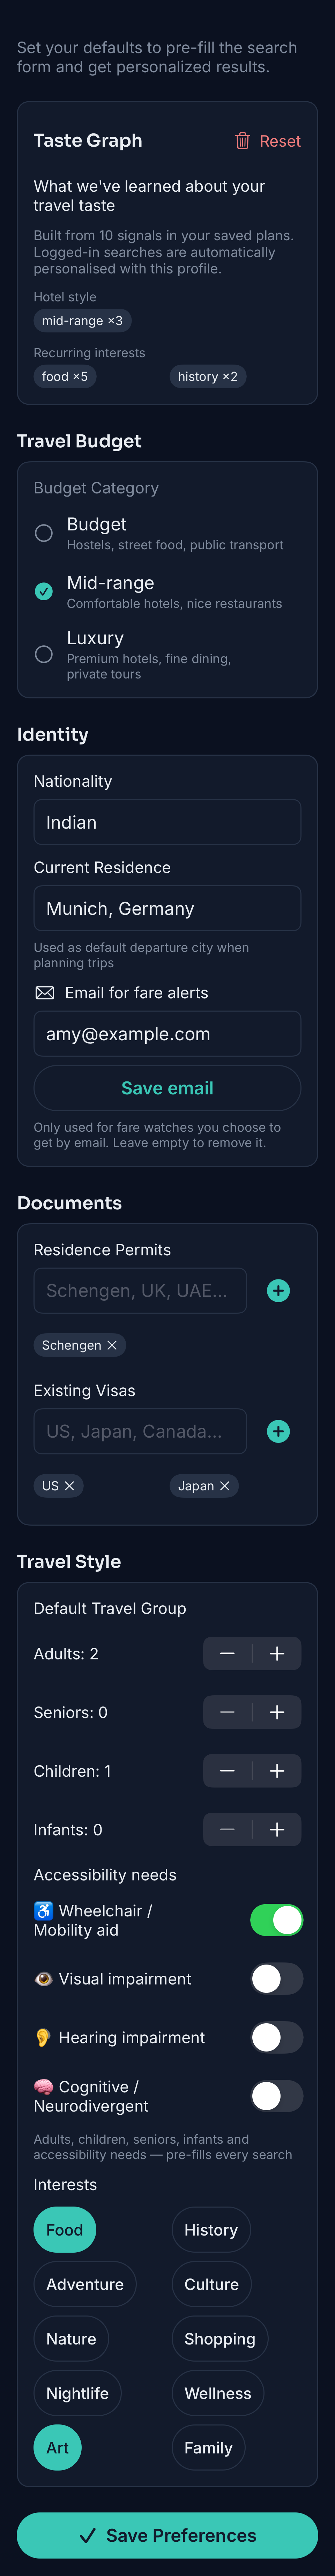 Set your defaults to pre-fill the search
form and get personalized results.
Taste Graph
Reset
What we've learned about your
travel taste
Built from 10 signals in your saved plans.
Logged-in searches are automatically
personalised with this profile.
Hotel style
mid-range ×3
Recurring interests
food ×5
history ×2
Travel Budget
Budget Category
Budget
Hostels, street food, public transport
Mid-range
Comfortable hotels, nice restaurants
Luxury
Premium hotels, fine dining,
private tours
Identity
Nationality
Indian
Current Residence
Munich, Germany
Used as default departure city when
planning trips
Email for fare alerts
amy@example.com
Save email
Only used for fare watches you choose to
get by email. Leave empty to remove it.
Documents
Residence Permits
Schengen, UK, UAE...
Schengen
Existing Visas
US, Japan, Canada...
US
Japan
Travel Style
Default Travel Group
Adults: 2
Seniors: 0
Children: 1
Infants: 0
Accessibility needs
Wheelchair /
Mobility aid
Visual impairment
Hearing impairment
Cognitive /
Neurodivergent
Adults, children, seniors, infants and
accessibility needs — pre-fills every search
Interests
Food
History
Adventure
Culture
Nature
Shopping
Nightlife
Wellness
Art
Family
Save Preferences